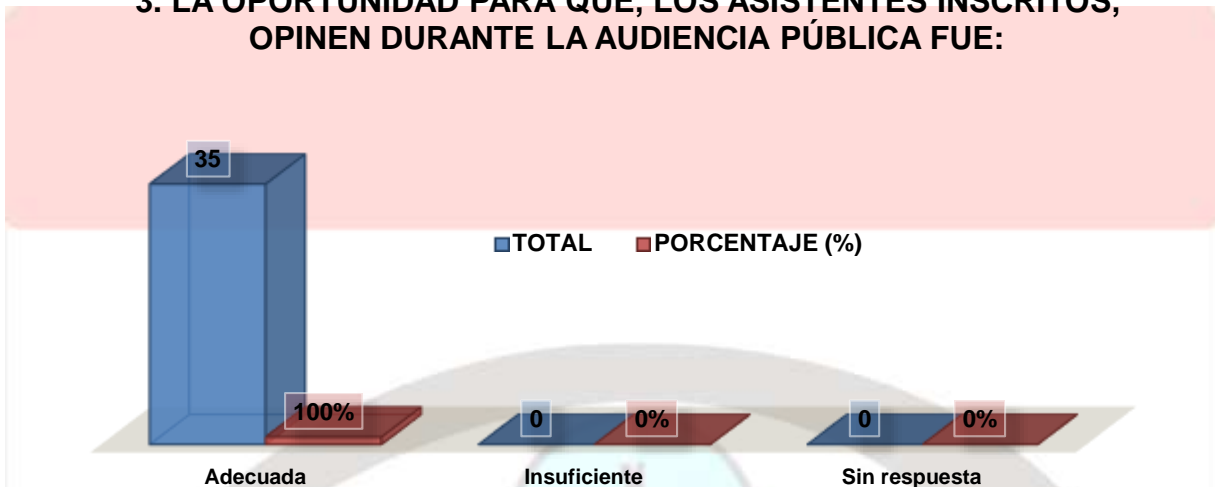 3. LA OPORTUNIDAD PARA QUE, LOS ASISTENTES INSCRITOS,
OPINEN DURANTE LA AUDIENCIA PÚBLICA FUE:
35
TOTAL PORCENTAJE (%)
100% 0 0% 0 0%
Adecuada Insuficiente Sin respuesta